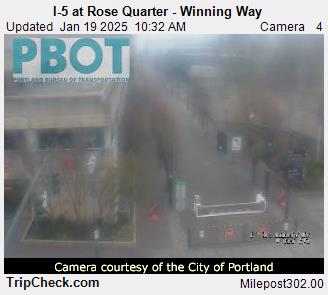 I-5 at Rose Quarter - Winning Way
Updated Jan 19 2025 10:32 AM Camera 4
PBOT
PORTLAND BUREAU OF TRANSPORTATION
Camera courtesy of the City of Portland
TripCheck.com Milepost302.00